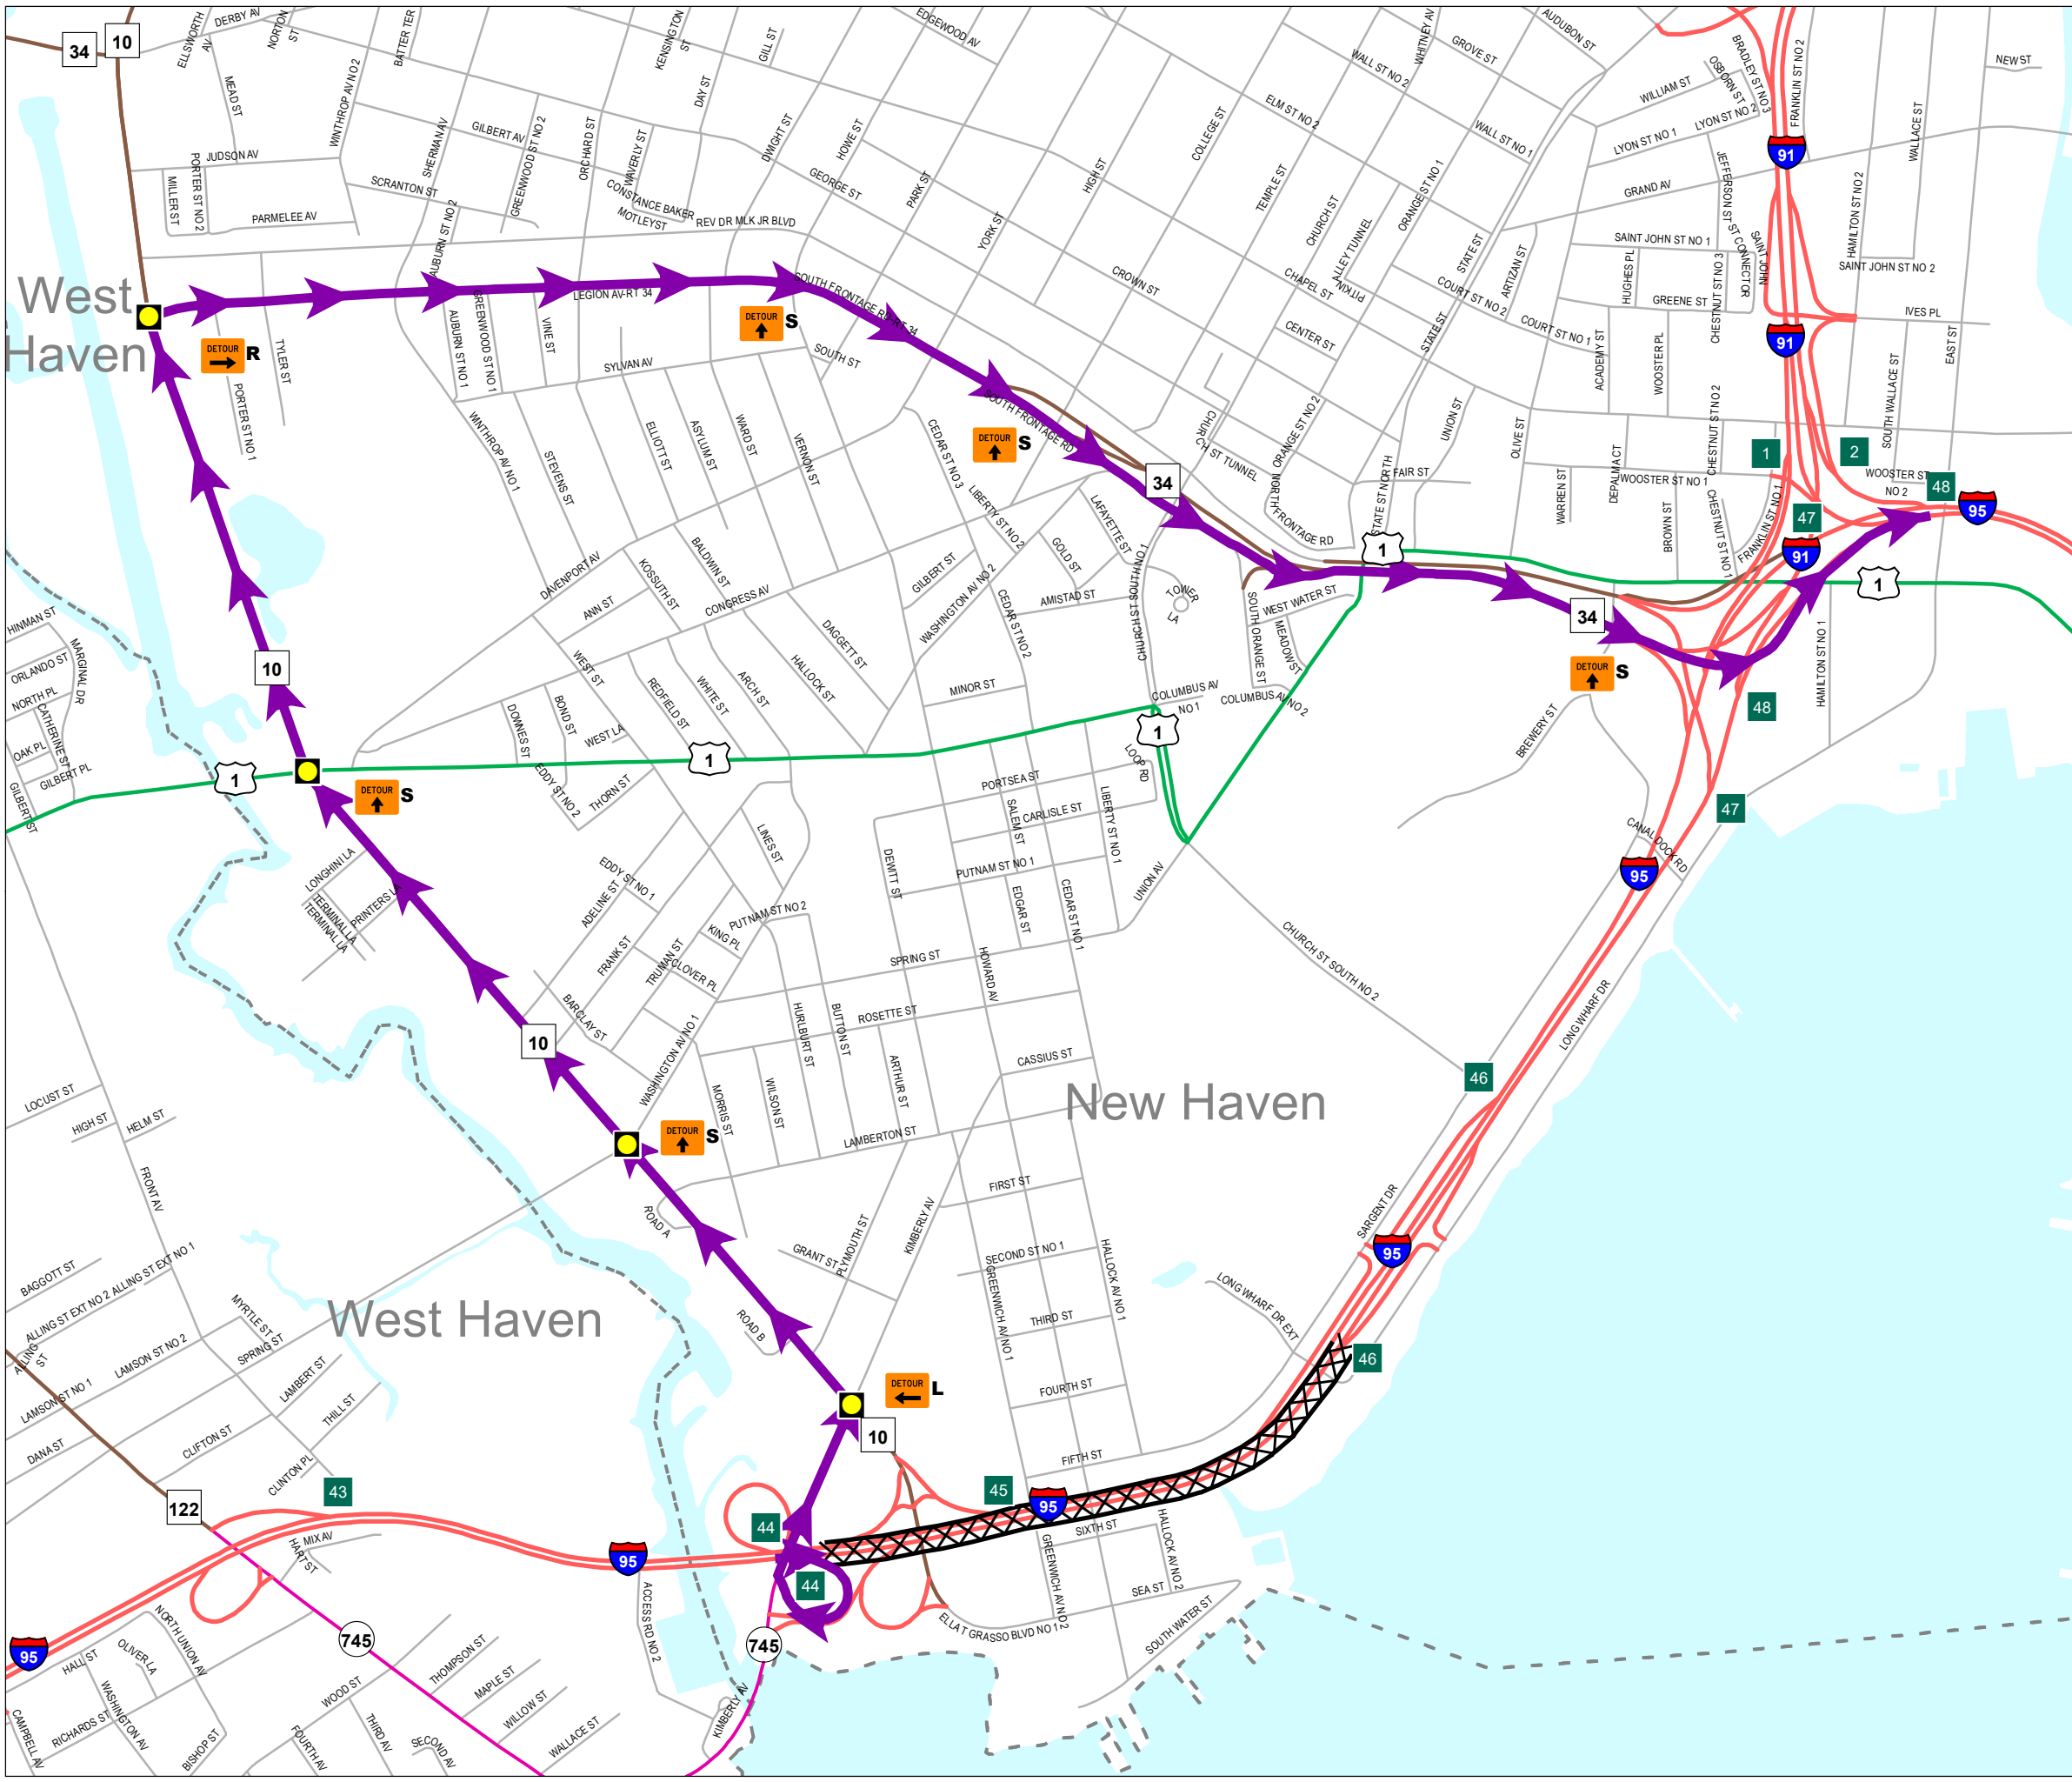 DERBY AV
34
10
ELLSWORTH
AV
NORTON
ST
BATTER TER
KENSINGTON
ST
GILL ST
EDGEWOOD AV
WHITNEY AV
AUDUBON ST
GROVE ST
WALL ST NO 2
BRADLEY ST NO 3
OSBORN ST
FRANKLIN ST NO 2
NEW ST
MEAD ST
WINTHROP AV NO 2
DAY ST
WILLIAM ST
LYON ST NO 2
LYON ST NO 1
ELM ST NO 2
WALL ST NO 1
WALLACE ST
SHERMAN AV
GILBERT AV
GREENWOOD ST NO 2
ORCHARD ST
WAVERLY ST
DWIGHT ST
HOWE ST
COLLEGE ST
91
JUDSON AV
PORTER ST NO 2
MILLER ST
SCRANTON ST
CONSTANCE BAKER
MOTLEYST
GEORGE ST
PARK ST
HIGH ST
TEMPLE ST
ORANGE ST NO 1
GRAND AV
JEFFERSON ST
HAMILTON ST NO 2
PARMELEE AV
REV DR MLK JR BLVD
YORK ST
CHURCH ST
STATE ST
ARTIZAN ST
SAINT JOHN ST NO 1
SAINT JOHN
ST CONNECTOR
SAINT JOHN ST NO 2
AUBURN ST NO 2
PITKIN
ALLEY TUNNEL
HUGHES PL
CHESTNUT ST NO 3
West
Haven
SOUTH FRONTAGE RD-RT 34
LEGION AV-RT 34
CROWN ST
CHAPEL ST
COURT ST NO 2
COURT ST NO 1
GREENE ST
IVES PL
DETOUR
S
DETOUR
R
AUBURN ST NO 1
GREENWOOD ST NO 1
VINE ST
TYLER ST
SYLVAN AV
SOUTH ST
CENTER ST
STATE ST
ACADEMY ST
WOOSTER PL
91
EAST ST
PORTER ST NO 1
SOUTH WALLACE ST
WINTHROP AV NO 1
STEVENS ST
ELLIOTT ST
ASYLUM ST
WARD ST
VERNON ST
CEDAR ST NO 3
SOUTH FRONTAGE RD
DETOUR
S
CHURCH ST TUNNEL
ORANGE ST NO 2
NORTH
UNION ST
OLIVE ST
CHESTNUT ST NO 2
DEPALMA CT
1
2
34
FAIR ST
STATE ST NORTH
WARREN ST
WOOSTER ST NO 1
WOOSTER ST
NO 2
48
95
LIBERTY ST NO 2
LAFAYETTE ST
FRONTAGE RD
BROWN ST
CHESTNUT ST NO 1
FRANKLIN ST NO 1
47
91
1
DAVENPORT AV
KOSSUTH ST
BALDWIN ST
GILBERT ST
GOLD ST
CHURCH ST SOUTH NO 1
TOWER
LA
1
ANN ST
CONGRESS AV
WASHINGTON AV NO 2
AMISTAD ST
SOUTH ORANGE ST
WEST WATER ST
MEADOW ST
34
HINMAN ST
ORLANDO ST
MARGINAL DR
NORTH PL
CATHERINE ST
OAK PL
GILBERT PL
GILBERT ST
10
WEST ST
DAGGETT ST
CEDAR ST NO 2
HAMILTON ST NO 1
DETOUR
S
REDFIELD ST
WHITE ST
ARCH ST
HALLOCK ST
MINOR ST
COLUMBUS AV
NO 1
COLUMBUS AV NO 2
48
BREWERY ST
DOWNES ST
BOND ST
WEST LA
1
1
1
LOOP RD
EDDY ST NO 2
THORN ST
DETOUR
S
PORTSEA ST
SALEM ST
CARLISLE ST
LIBERTY ST NO 1
47
LINES ST
CANAL DOCK RD
LONGHINI LA
TERMINAL LA
TERMINAL LA
PRINTERS LA
EDDY ST NO 1
DEWITT ST
PUTNAM ST NO 1
EDGAR ST
CEDAR ST NO 1
UNION AV
95
ADELINE ST
PUTNAM ST NO 2
KING PL
FRANK ST
TRUMAN ST
CLOVER PL
SPRING ST
HOWARD AV
CHURCH ST SOUTH NO 2
BARCLAY ST
10
WASHINGTON AV NO 1
HURLBURT ST
BUTTON ST
ROSETTE ST
LONG WHARF DR
CASSIUS ST
New Haven
46
MORRIS ST
WILSON ST
ARTHUR ST
LAMBERTON ST
LOCUST ST
HIGH ST
HELM ST
DETOUR
S
FRONT AV
FIRST ST
ROAD A
KIMBERLY AV
PLYMOUTH ST
GRANT ST
SECOND ST NO 1
HALLOCK AV NO 1
GREENWICH AV NO 1
SARGENT DR
95
BAGGOTT ST
ALLING ST EXT NO 2
ALLING ST EXT NO 1
West Haven
MYRTLE ST
SPRING ST
ROAD B
THIRD ST
LONG WHARF DR EXT
46
ALLING
ST
LAMSON ST NO 2
LAMSON ST NO 1
LAMBERT ST
THILL ST
DETOUR
L
FOURTH ST
DANA ST
CLIFTON ST
CLINTON PL
10
FIFTH ST
122
43
45
95
44
SIXTH ST
MIX AV
HART ST
95
HALLOCK AV NO 2
GREENWICH AV NO 2
44
SEA ST
ACCESS RD NO 2
ELLA T GRASSO BLVD NO 1
SOUTH WATER ST
745
745
95
HALL ST
OLIVER LA
NORTH UNION AV
THOMPSON ST
MAPLE ST
WILLOW ST
WALLACE ST
WOOD ST
KIMBERLY AV
WASHINGTON AV
RICHARDS ST
CAMPBELL AV
BISHOP ST
FOURTH AV
THIRD AV
SECOND AV